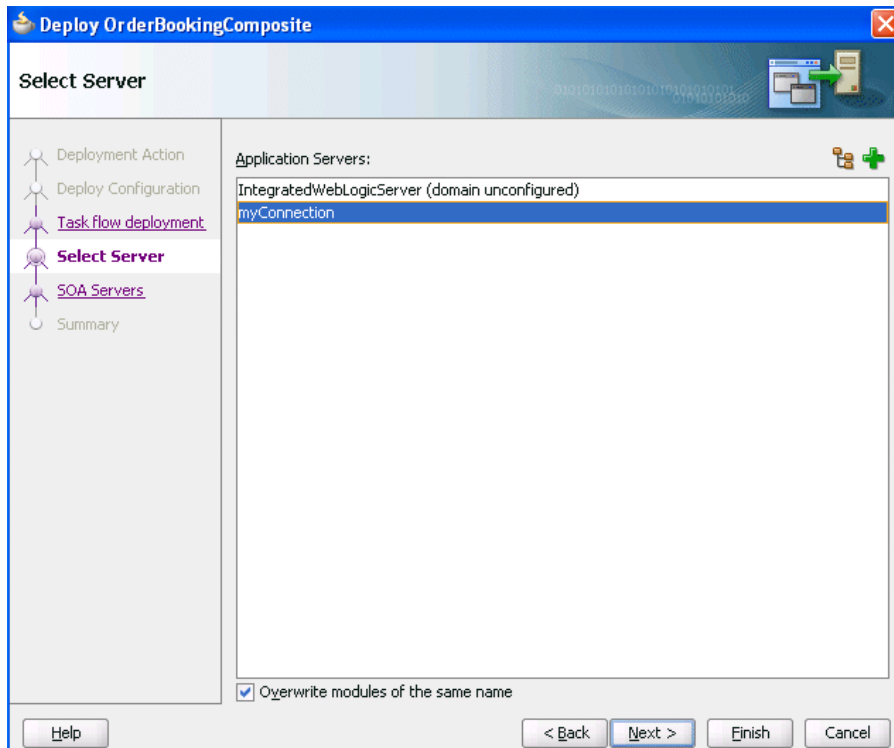 Deploy OrderBookingComposite
Select Server
Deployment Action
Deploy Configuration
Task flow deployment
Select Server
SOA Servers
Summary
Application Servers:
IntegratedWebLogicServer (domain unconfigured)
myConnection
Overwrite modules of the same name
Help
< Back
Next >
Finish
Cancel